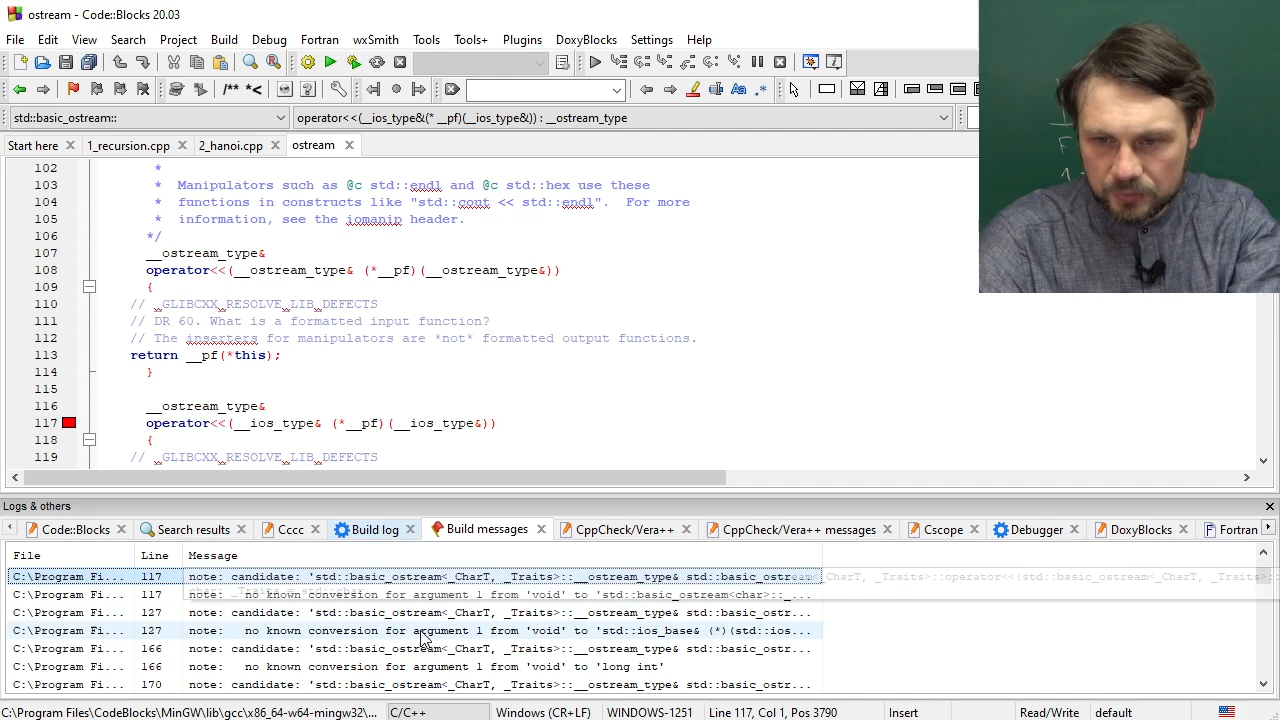 ostream - Code::Blocks 20.03
File Edit View Search Project Build Debug Fortran wxSmith Tools Tools+ Plugins DoxyBlocks Settings Help
/** *<
Aa .*
std::basic_ostream:: operator<<(__ios_type&(* __pf)(__ios_type&)) : __ostream_type
Start here 1_recursion.cpp 2_hanoi.cpp ostream
102 *
103 * Manipulators such as @c std::endl and @c std::hex use these
104 * functions in constructs like "std::cout << std::endl". For more
105 * information, see the iomanip header.
106 */
107 __ostream_type&
108 operator<<(__ostream_type& (*__pf)(__ostream_type&))
109 {
110 // _GLIBCXX_RESOLVE_LIB_DEFECTS
111 // DR 60. What is a formatted input function?
112 // The inserters for manipulators are *not* formatted output functions.
113 return __pf(*this);
114 }
115
116 __ostream_type&
117 operator<<(__ios_type& (*__pf)(__ios_type&))
118 {
119 // _GLIBCXX_RESOLVE_LIB_DEFECTS
Logs & others
Code::Blocks Search results Cccc Build log Build messages CppCheck/Vera++ CppCheck/Vera++ messages Cscope Debugger DoxyBlocks Fortran
File Line Message
C:\Program Fi... 117 note: candidate: 'std::basic_ostream<_CharT, _Traits>::__ostream_type& std::basic_ostream<_CharT, _Traits>::operator<<(std::basic_ostream<_CharT, _Traits>::
C:\Program Fi... 117 note: no known conversion for argument 1 from 'void' to 'std::basic_ostream<char>::_...
C:\Program Fi... 127 note: candidate: 'std::basic_ostream<_CharT, _Traits>::__ostream_type& std::basic_ostr...
C:\Program Fi... 127 note: no known conversion for argument 1 from 'void' to 'std::ios_base& (*)(std::ios...
C:\Program Fi... 166 note: candidate: 'std::basic_ostream<_CharT, _Traits>::__ostream_type& std::basic_ostr...
C:\Program Fi... 166 note: no known conversion for argument 1 from 'void' to 'long int'
C:\Program Fi... 170 note: candidate: 'std::basic_ostream<_CharT, _Traits>::__ostream_type& std::basic_ostr...
C:\Program Files\CodeBlocks\MinGW\lib\gcc\x86_64-w64-mingw32\... C/C++ Windows (CR+LF) WINDOWS-1251 Line 117, Col 1, Pos 3790 Insert Read/Write default